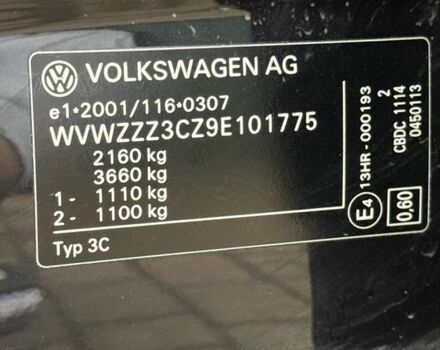 VOLKSWAGEN AG
e1*2001/116*0307
WVWZZZ3CZ9E101775
2160 kg
3660 kg
1 - 1110 kg
2 - 1100 kg
Typ 3C
E4
13HR - 000193
2
CBDC 1114
0450113
0,60